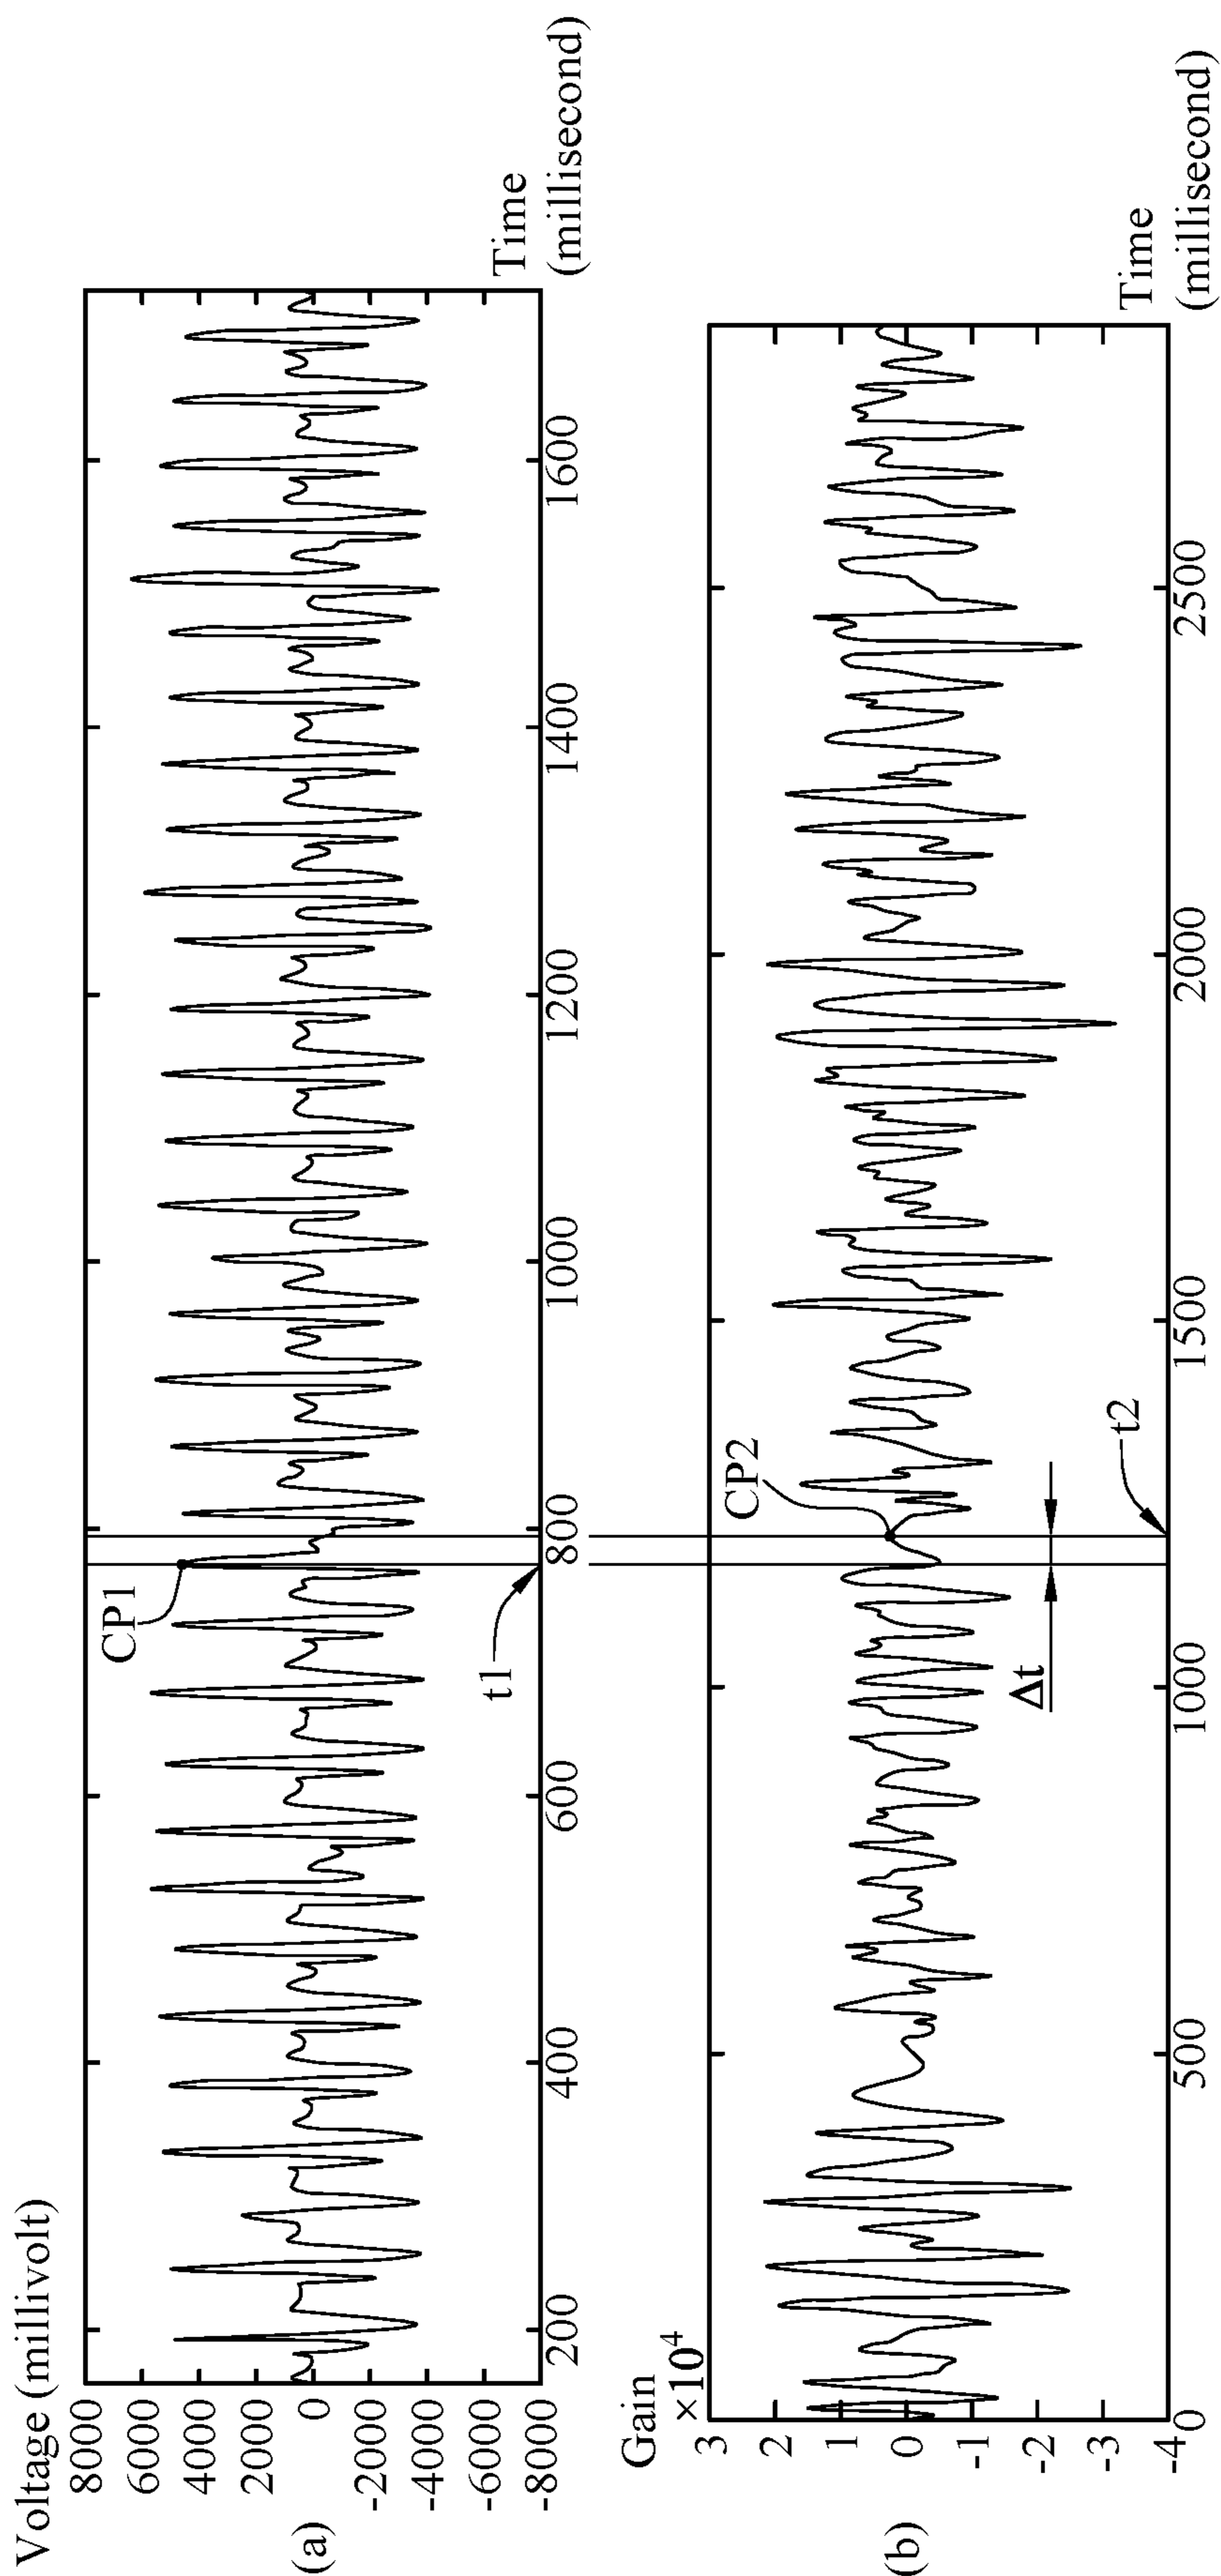 Voltage (millivolt)
8000
6000
4000
2000
0
-2000
-4000
-6000
-8000
(a)
CP1
t1
200
400
600
800
1000
1200
1400
1600
Time
(millisecond)
Gain
×10⁴
3
2
1
0
-1
-2
-3
-4
(b)
CP2
t2
Δt
0
500
1000
1500
2000
2500
Time
(millisecond)